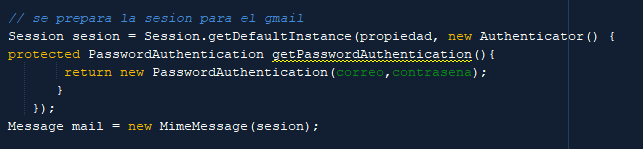 // se prepara la sesion para el gmail
Session sesion = Session.getDefaultInstance(propiedad, new Authenticator() {
protected PasswordAuthentication getPasswordAuthentication(){
return new PasswordAuthentication(correo,contrasena);
}
});
Message mail = new MimeMessage(sesion);